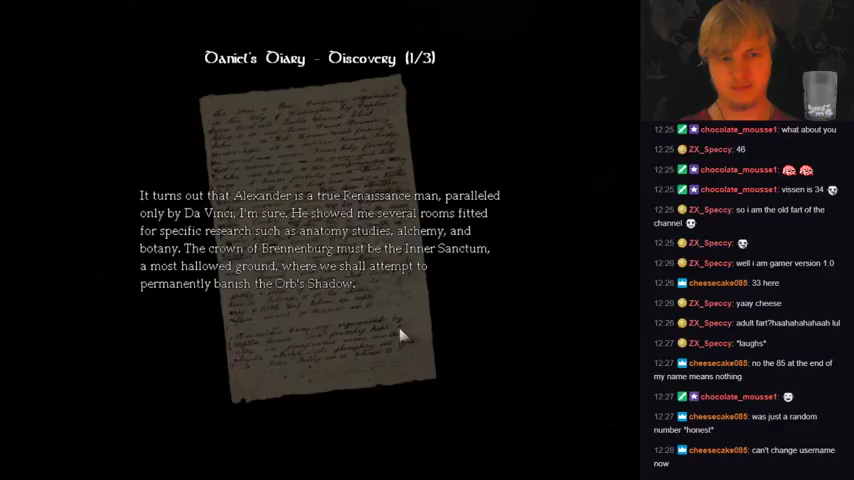 Daniel's Diary - Discovery (1/3)
It turns out that Alexander is a true Renaissance man, paralleled
only by Da Vinci, I'm sure. He showed me several rooms fitted
for specific research such as anatomy studies, alchemy, and
botany. The crown of Brennenburg must be the Inner Sanctum,
a most hallowed ground, where we shall attempt to
permanently banish the Orb's Shadow.
12:25 chocolate_mousse1: what about you
12:25 ZX_Speccy: 46
12:25 chocolate_mousse1:
12:25 chocolate_mousse1: vissen is 34
12:25 ZX_Speccy: so i am the old fart of the
channel
12:25 ZX_Speccy:
12:26 ZX_Speccy: well i am gamer version 1.0
12:26 cheesecake085: 33 here
12:26 ZX_Speccy: yaay cheese
12:26 ZX_Speccy: adult fart?haahahahaah lul
12:27 ZX_Speccy: *laughs*
12:27 cheesecake085: no the 85 at the end of
my name means nothing
12:27 chocolate_mousse1:
12:27 cheesecake085: was just a random
number *honest*
12:28 cheesecake085: can't change username
now